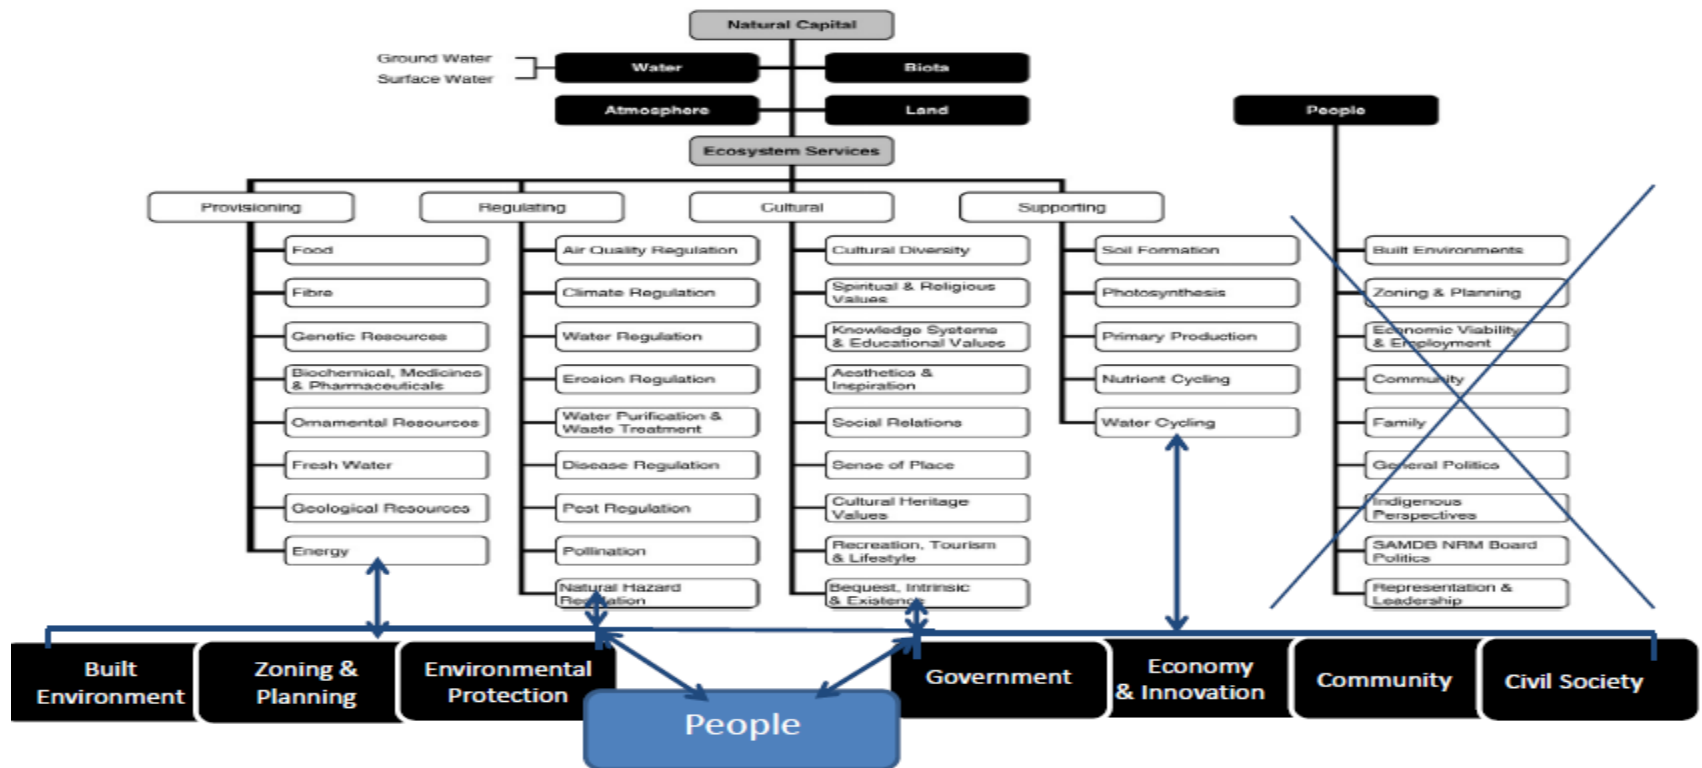 Natural Capital
Ground Water
Surface Water
Water
Biota
Atmosphere
Land
People
Ecosystem Services
Provisioning
Regulating
Cultural
Supporting
Food
Fibre
Genetic Resources
Biochemical, Medicines
& Pharmaceuticals
Ornamental Resources
Fresh Water
Geological Resources
Energy
Air Quality Regulation
Climate Regulation
Water Regulation
Erosion Regulation
Water Purification &
Waste Treatment
Disease Regulation
Pest Regulation
Pollination
Natural Hazard
Regulation
Cultural Diversity
Spiritual & Religious
Values
Knowledge Systems
& Educational Values
Aesthetics &
Inspiration
Social Relations
Sense of Place
Cultural Heritage
Values
Recreation, Tourism
& Lifestyle
Bequest, Intrinsic
& Existence
Soil Formation
Photosynthesis
Primary Production
Nutrient Cycling
Water Cycling
Built Environments
Zoning & Planning
Economic Viability
& Employment
Community
Family
General Politics
Indigenous
Perspectives
SAMDB NRM Board
Politics
Representation &
Leadership
Built
Environment
Zoning &
Planning
Environmental
Protection
People
Government
Economy
& Innovation
Community
Civil Society